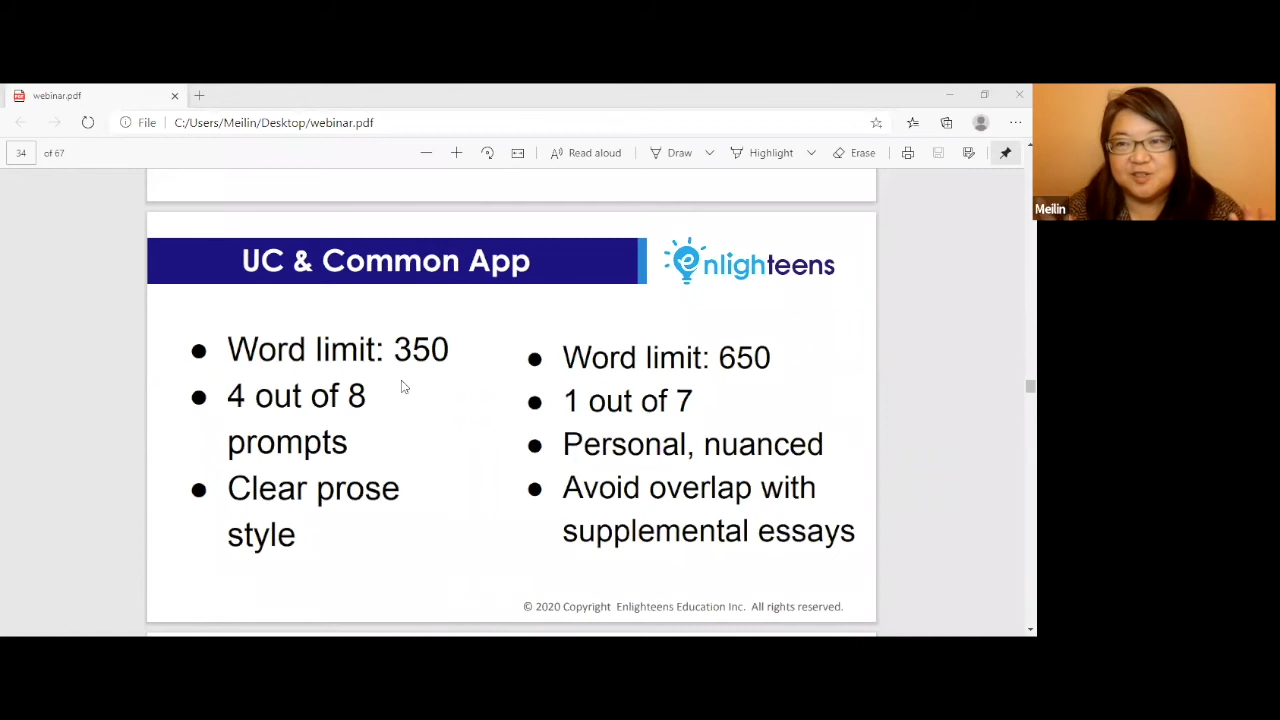 webinar.pdf
File C:/Users/Meilin/Desktop/webinar.pdf
34 of 67 Read aloud Draw Highlight Erase
Meilin
UC & Common App
enlighteens
● Word limit: 350
● 4 out of 8
prompts
● Clear prose
style
● Word limit: 650
● 1 out of 7
● Personal, nuanced
● Avoid overlap with
supplemental essays
© 2020 Copyright Enlighteens Education Inc. All rights reserved.